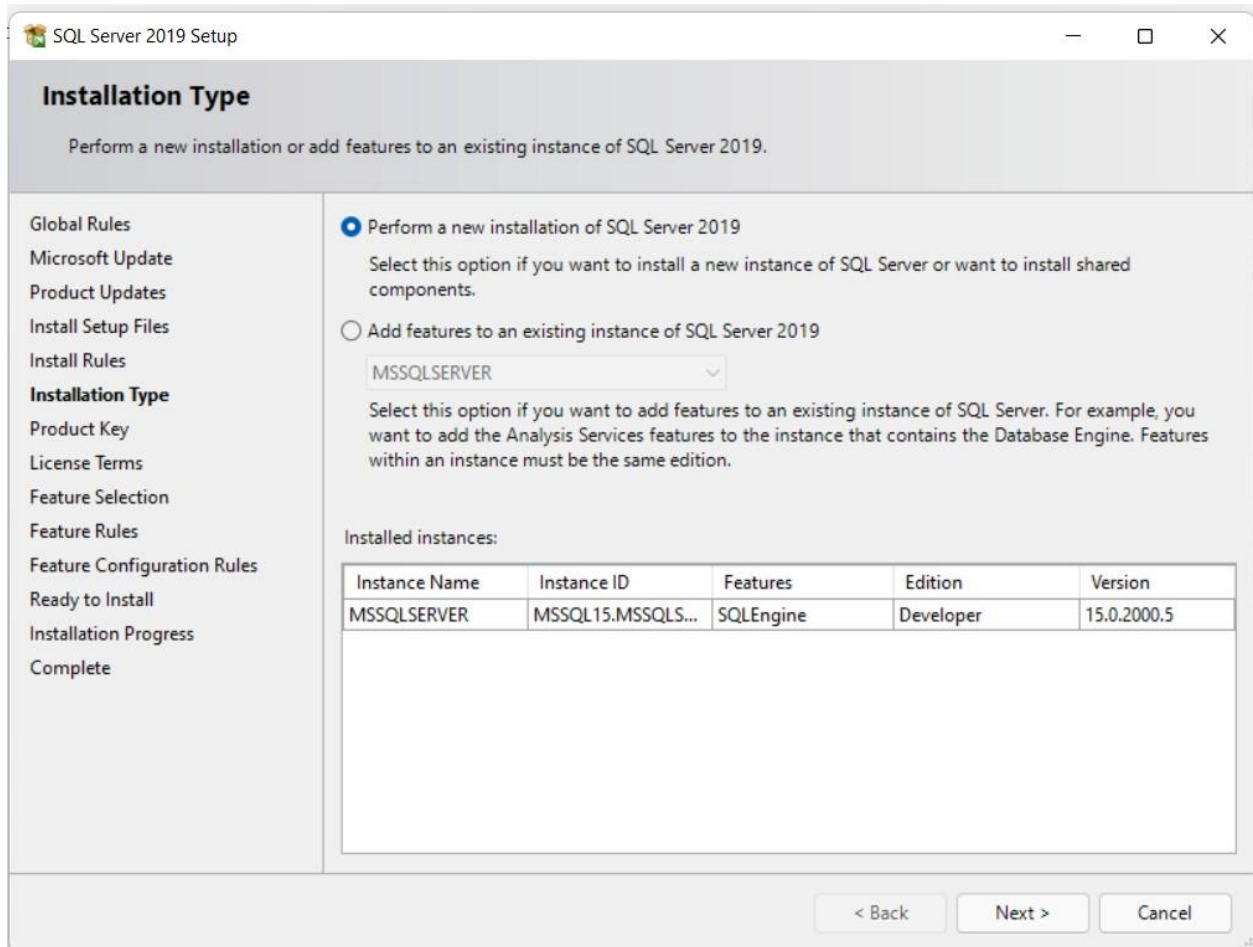 SQL Server 2019 Setup
Installation Type
Perform a new installation or add features to an existing instance of SQL Server 2019.
Global Rules
Microsoft Update
Product Updates
Install Setup Files
Install Rules
Installation Type
Product Key
License Terms
Feature Selection
Feature Rules
Feature Configuration Rules
Ready to Install
Installation Progress
Complete
Perform a new installation of SQL Server 2019
Select this option if you want to install a new instance of SQL Server or want to install shared
components.
Add features to an existing instance of SQL Server 2019
MSSQLSERVER
Select this option if you want to add features to an existing instance of SQL Server. For example, you
want to add the Analysis Services features to the instance that contains the Database Engine. Features
within an instance must be the same edition.
Installed instances:
Instance Name Instance ID Features Edition Version
MSSQLSERVER MSSQL15.MSSQLS... SQLEngine Developer 15.0.2000.5
< Back Next > Cancel